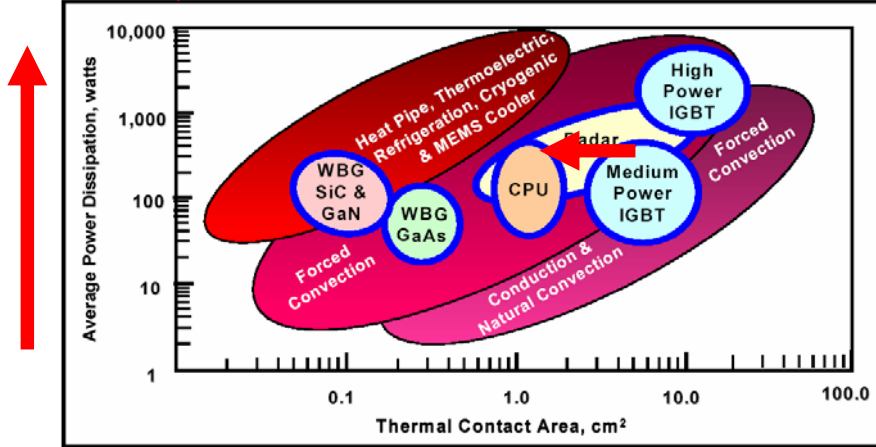 10,000
1,000
100
10
1
Average Power Dissipation, watts
Heat Pipe, Thermoelectric,
Refrigeration, Cryogenic
& MEMS Cooler
High
Power
IGBT
Radar
Forced
Convection
WBG
SiC &
GaN
WBG
GaAs
CPU
Medium
Power
IGBT
Forced
Convection
Conduction &
Natural Convection
0.1
1.0
10.0
100.0
Thermal Contact Area, cm²